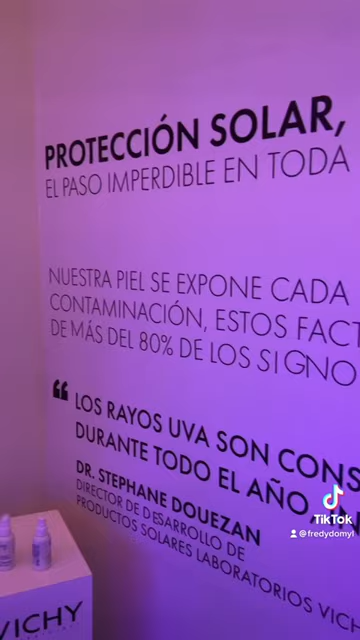 PROTECCIÓN SOLAR,
EL PASO IMPERDIBLE EN TODA
NUESTRA PIEL SE EXPONE CADA
CONTAMINACIÓN, ESTOS FACT
DE MÁS DEL 80% DE LOS SIGNO
“ LOS RAYOS UVA SON CONS
DURANTE TODO EL AÑO
DR. STEPHANE DOUEZAN
DIRECTOR DE DESARROLLO DE
PRODUCTOS SOLARES LABORATORIOS VICH
TikTok
@fredydomyl
VICHY